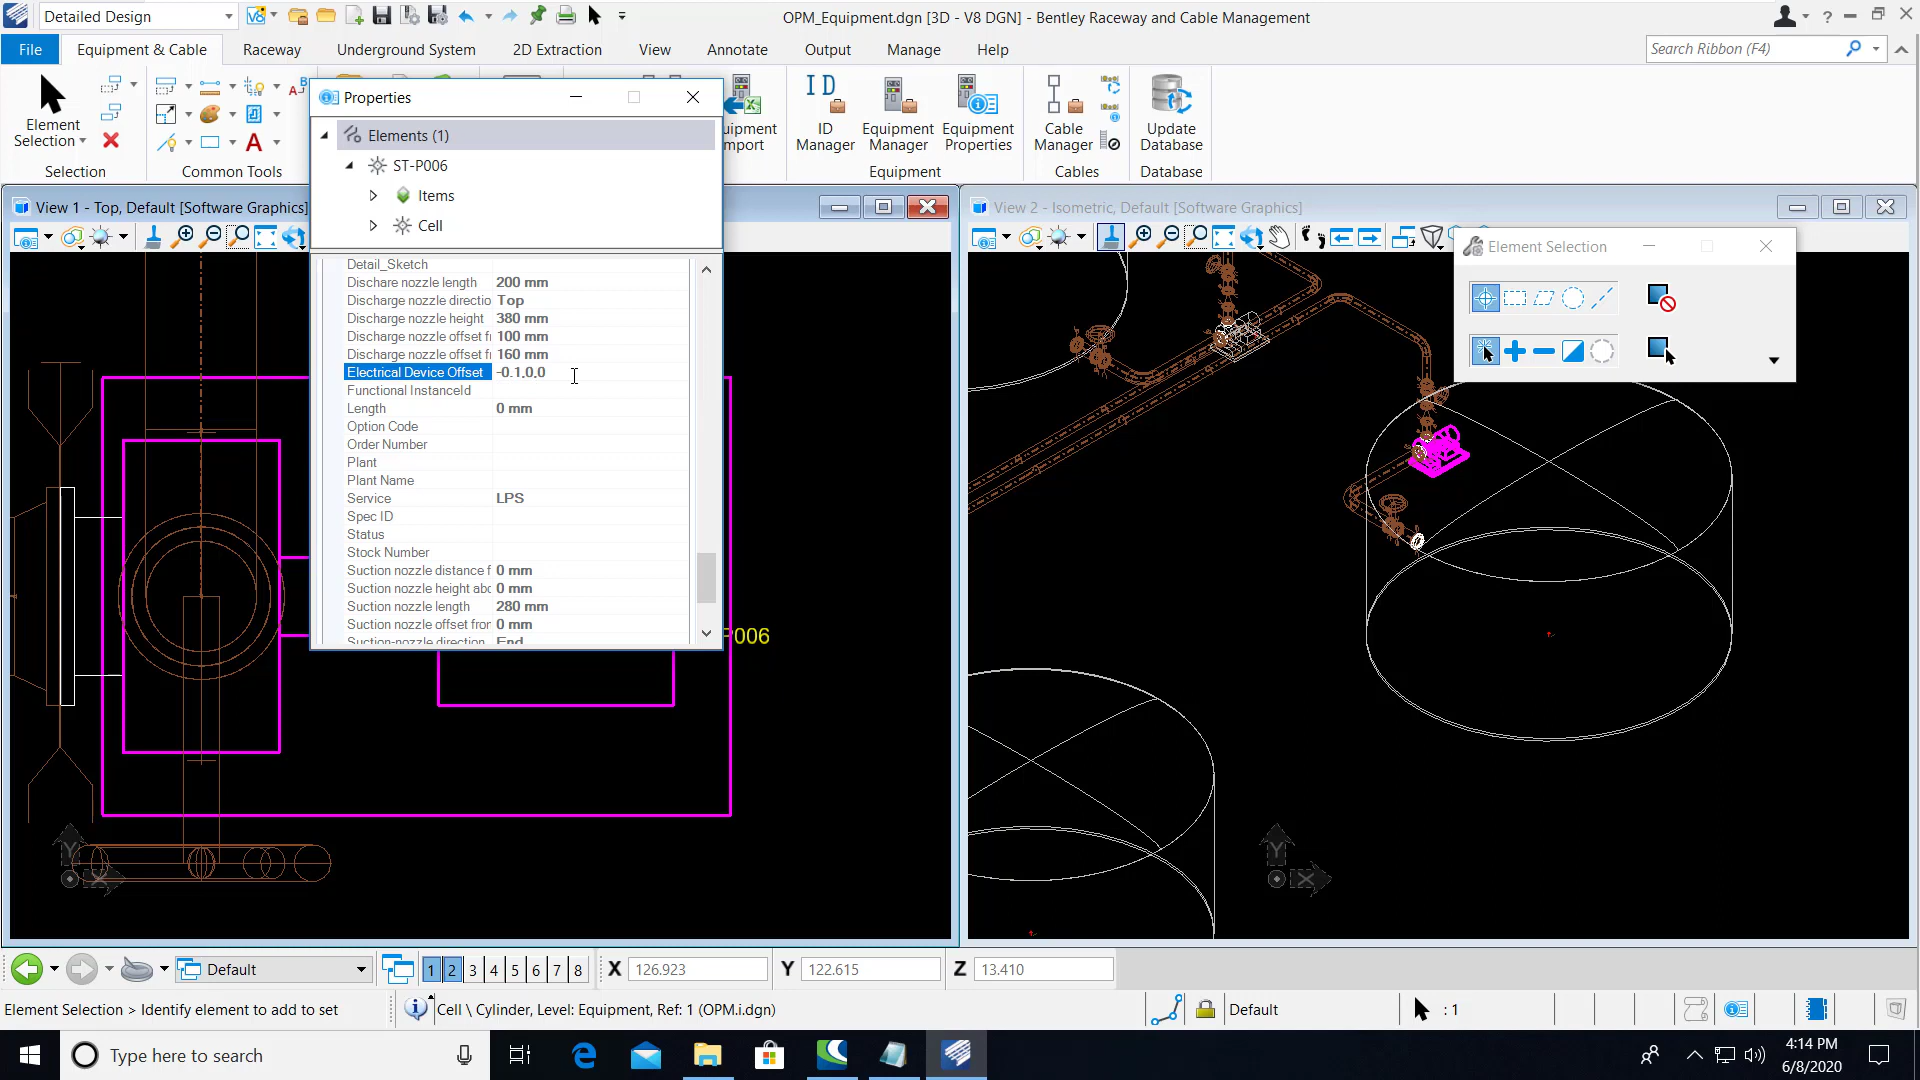 Detailed Design
OPM_Equipment.dgn [3D - V8 DGN] - Bentley Raceway and Cable Management
File
Equipment & Cable
Raceway
Underground System
2D Extraction
View
Annotate
Output
Manage
Help
Search Ribbon (F4)
Element
Selection
Selection
Common Tools
ID
Manager
Equipment
Manager
Equipment
Properties
Equipment
Cable
Manager
Cables
Update
Database
Database
Properties
Elements (1)
ST-P006
Items
Cell
Detail_Sketch
Dischare nozzle length 200 mm
Discharge nozzle directio Top
Discharge nozzle height 380 mm
Discharge nozzle offset fr 100 mm
Discharge nozzle offset fr 160 mm
Electrical Device Offset -0.1,0,0
Functional InstanceId
Length 0 mm
Option Code
Order Number
Plant
Plant Name
Service LPS
Spec ID
Status
Stock Number
Suction nozzle distance f 0 mm
Suction nozzle height abo 0 mm
Suction nozzle length 280 mm
Suction nozzle offset from 0 mm
Suction-nozzle direction End
View 1 - Top, Default [Software Graphics]
P006
Y
X
View 2 - Isometric, Default [Software Graphics]
Element Selection
Y
X
Default
1 2 3 4 5 6 7 8
X 126.923
Y 122.615
Z 13.410
Element Selection > Identify element to add to set
Cell \ Cylinder, Level: Equipment, Ref: 1 (OPM.i.dgn)
Default
: 1
Type here to search
4:14 PM
6/8/2020